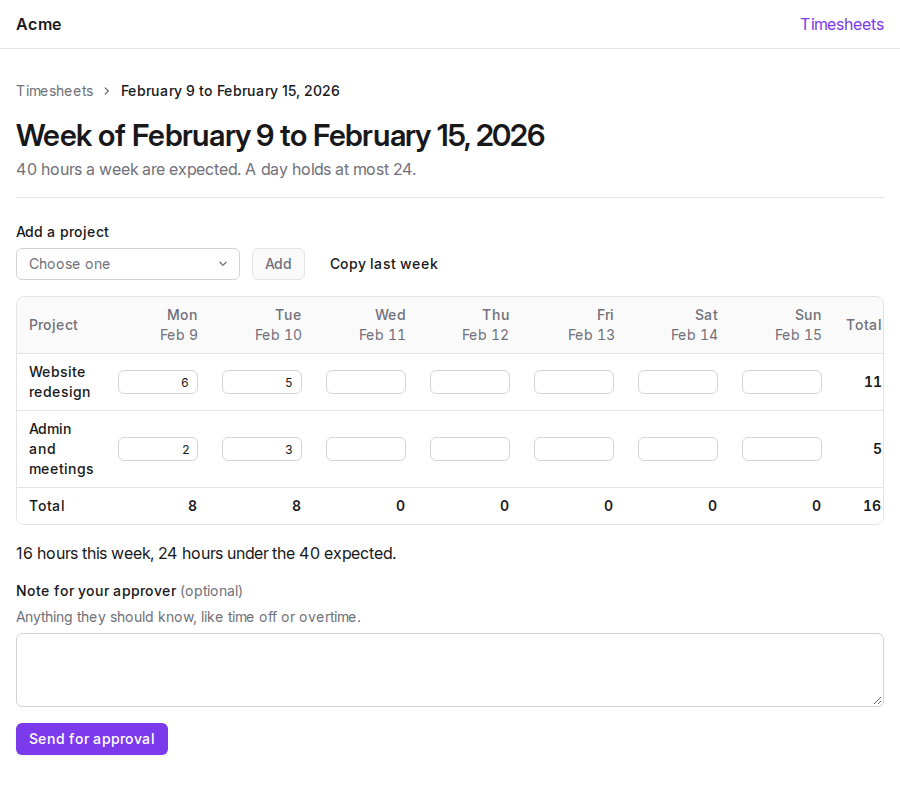 Acme
Timesheets
Timesheets > February 9 to February 15, 2026
Week of February 9 to February 15, 2026
40 hours a week are expected. A day holds at most 24.
Add a project
Choose one Add Copy last week
Project Mon Feb 9 Tue Feb 10 Wed Feb 11 Thu Feb 12 Fri Feb 13 Sat Feb 14 Sun Feb 15 Total
Website redesign 6 5 11
Admin and meetings 2 3 5
Total 8 8 0 0 0 0 0 16
16 hours this week, 24 hours under the 40 expected.
Note for your approver (optional)
Anything they should know, like time off or overtime.
Send for approval